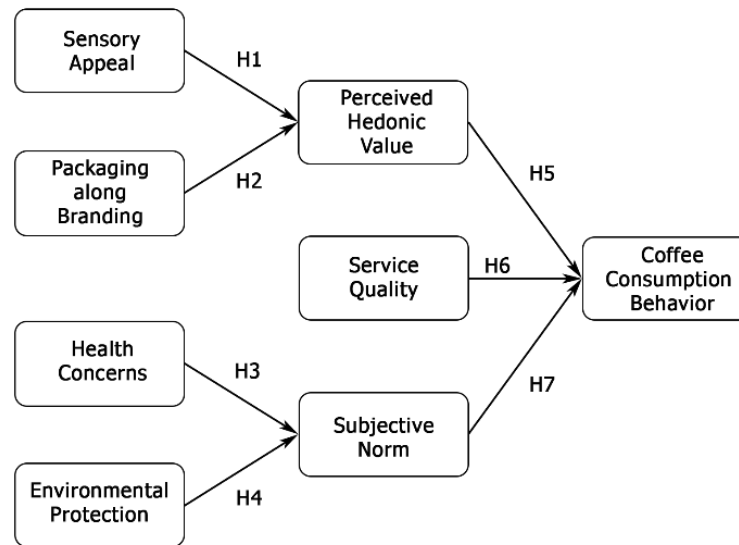 Sensory
Appeal
H1
Perceived
Hedonic
Value
Packaging
along
Branding
H2
H5
Service
Quality
H6
Coffee
Consumption
Behavior
Health
Concerns
H3
H7
Subjective
Norm
Environmental
Protection
H4